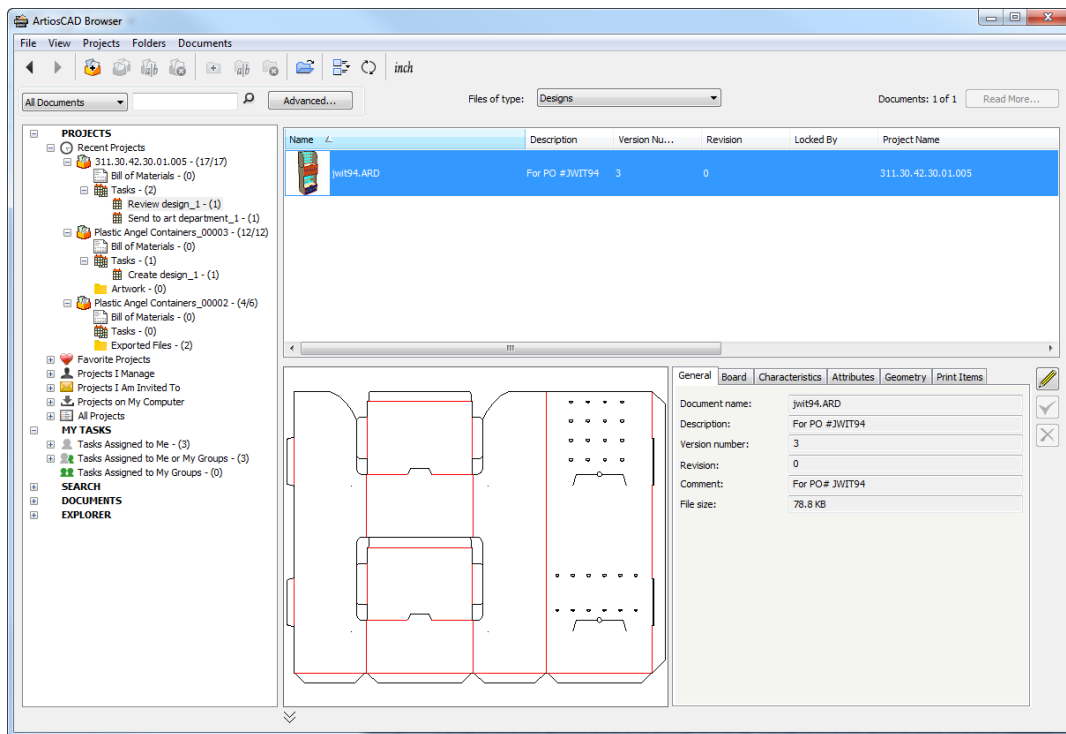 ArtiosCAD Browser
File View Projects Folders Documents
a|b a|b inch
All Documents Advanced... Files of type: Designs Documents: 1 of 1 Read More...
PROJECTS
Recent Projects
311.30.42.30.01.005 - (17/17)
Bill of Materials - (0)
Tasks - (2)
Review design_1 - (1)
Send to art department_1 - (1)
Plastic Angel Containers_00003 - (12/12)
Bill of Materials - (0)
Tasks - (1)
Create design_1 - (1)
Artwork - (0)
Plastic Angel Containers_00002 - (4/6)
Bill of Materials - (0)
Tasks - (0)
Exported Files - (2)
Favorite Projects
Projects I Manage
Projects I Am Invited To
Projects on My Computer
All Projects
MY TASKS
Tasks Assigned to Me - (3)
Tasks Assigned to Me or My Groups - (3)
Tasks Assigned to My Groups - (0)
SEARCH
DOCUMENTS
EXPLORER
Name Description Version Nu... Revision Locked By Project Name
jwit94.ARD For PO #JWIT94 3 0 311.30.42.30.01.005
General Board Characteristics Attributes Geometry Print Items
Document name: jwit94.ARD
Description: For PO #JWIT94
Version number: 3
Revision: 0
Comment: For PO# JWIT94
File size: 78.8 KB